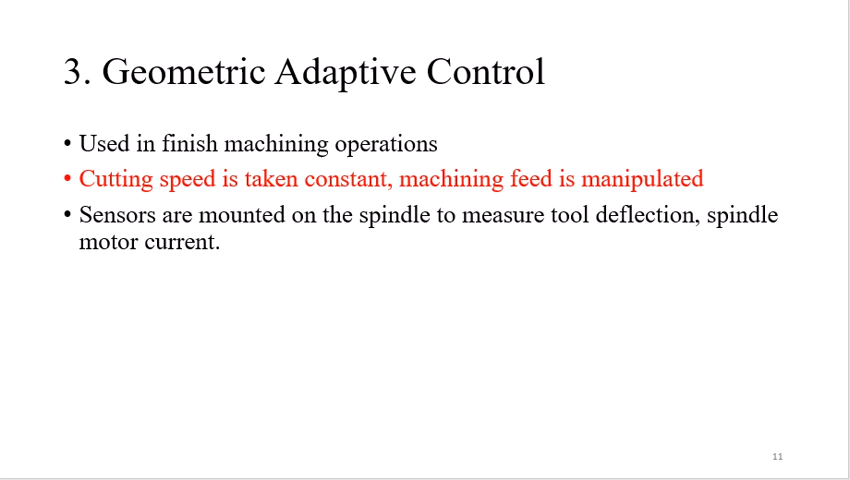 3. Geometric Adaptive Control
• Used in finish machining operations
• Cutting speed is taken constant, machining feed is manipulated
• Sensors are mounted on the spindle to measure tool deflection, spindle
motor current.
11